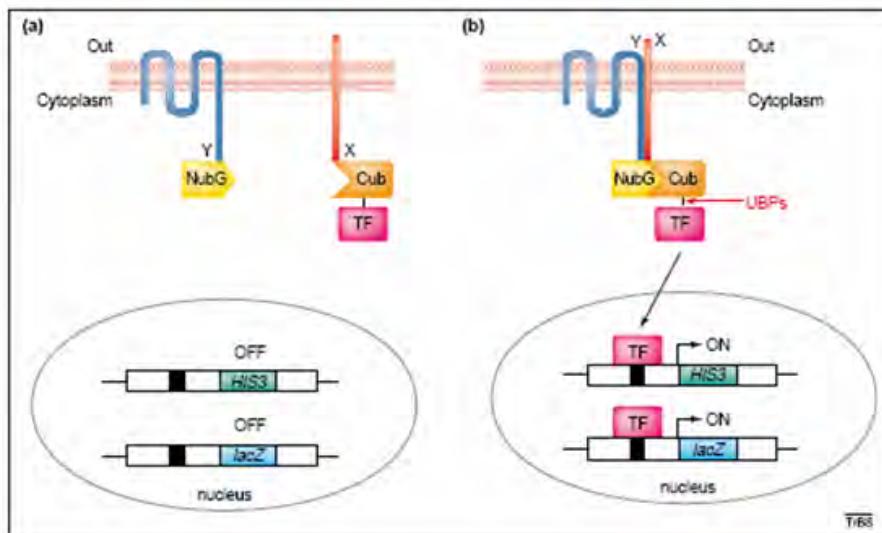 (a)
Out
Cytoplasm
Y
X
NubG
Cub
TF
OFF
HIS3
OFF
lacZ
nucleus
(b)
Out
Y X
Cytoplasm
NubG Cub
UBPs
TF
TF
ON
HIS3
TF
ON
lacZ
nucleus
TiBS